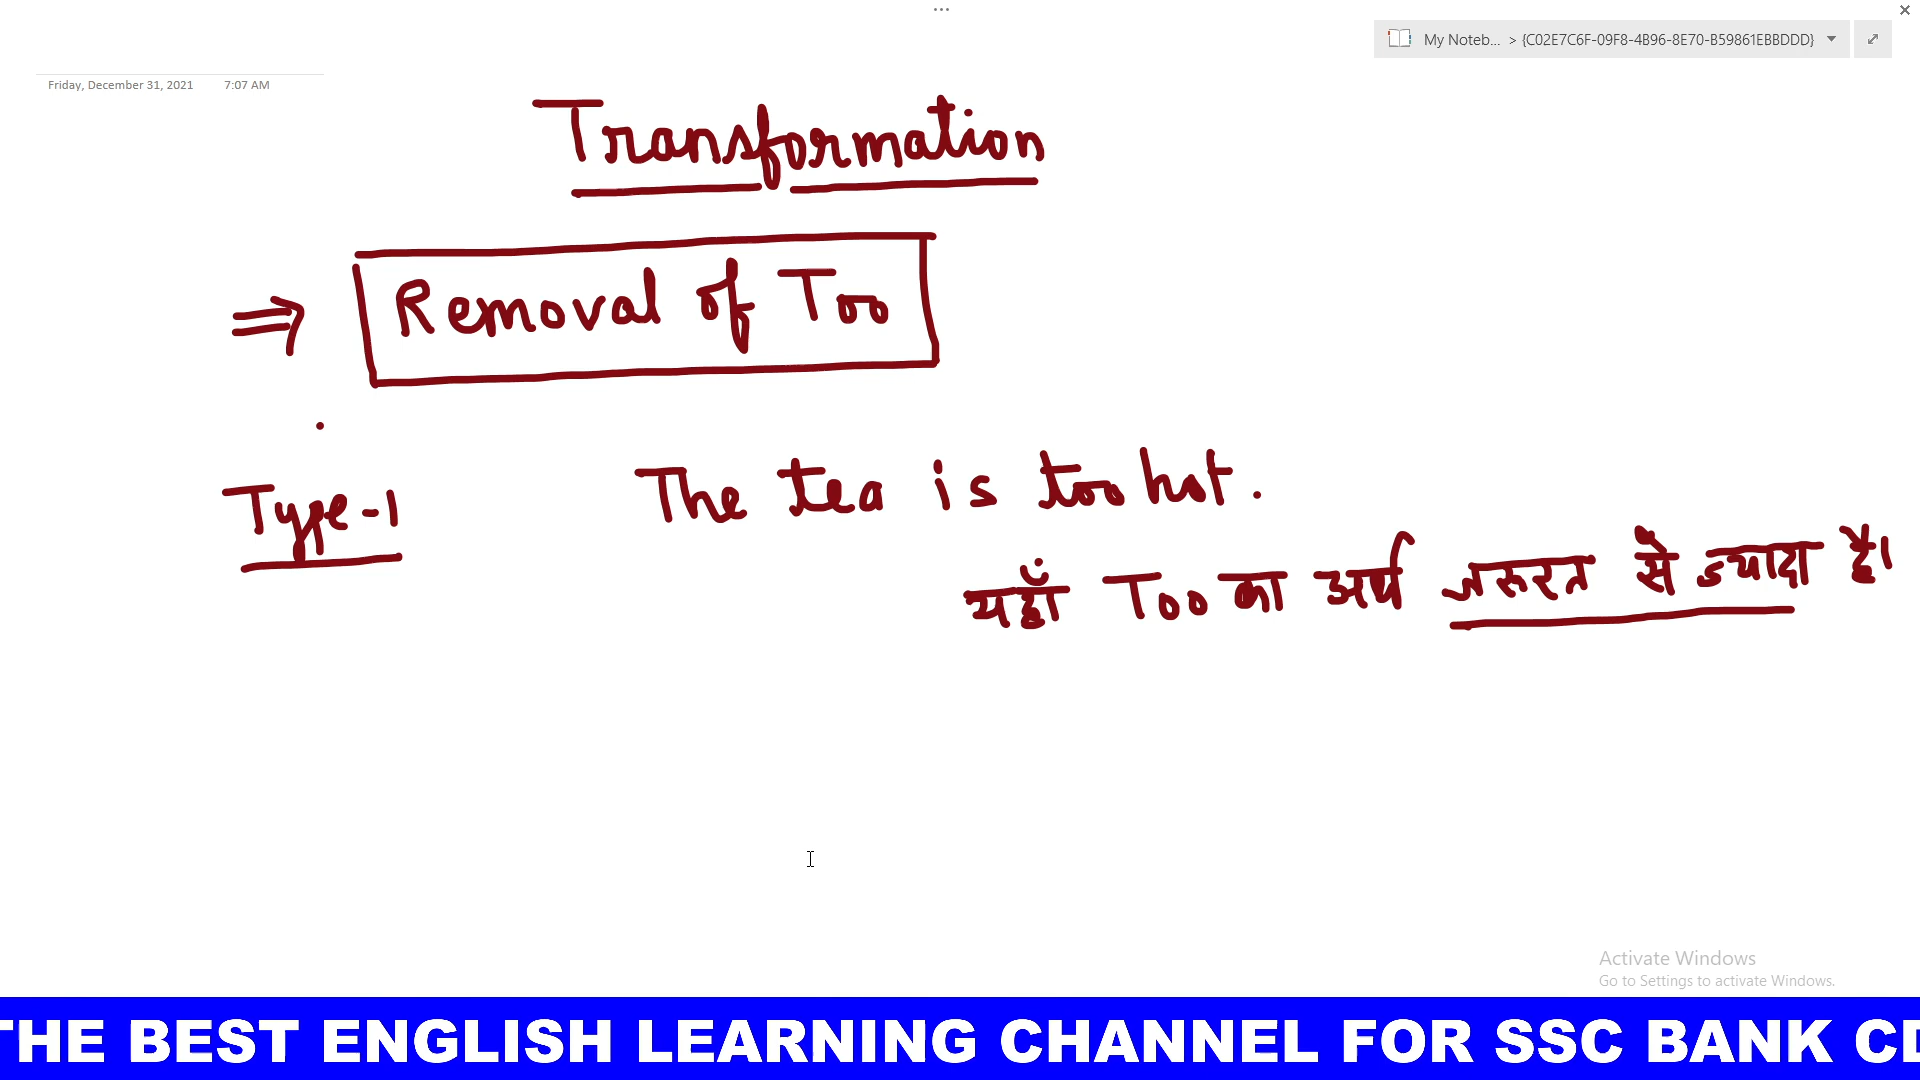 ...
My Noteb... > {C02E7C6F-09F8-4B96-8E70-B59861EBBDDD}
Friday, December 31, 2021 7:07 AM
Transformation
⇒ Removal of Too
Type-1 The tea is too hot.
यहाँ Too का अर्थ जरूरत से ज्यादा है।
Activate Windows
Go to Settings to activate Windows.
THE BEST ENGLISH LEARNING CHANNEL FOR SSC BANK CD